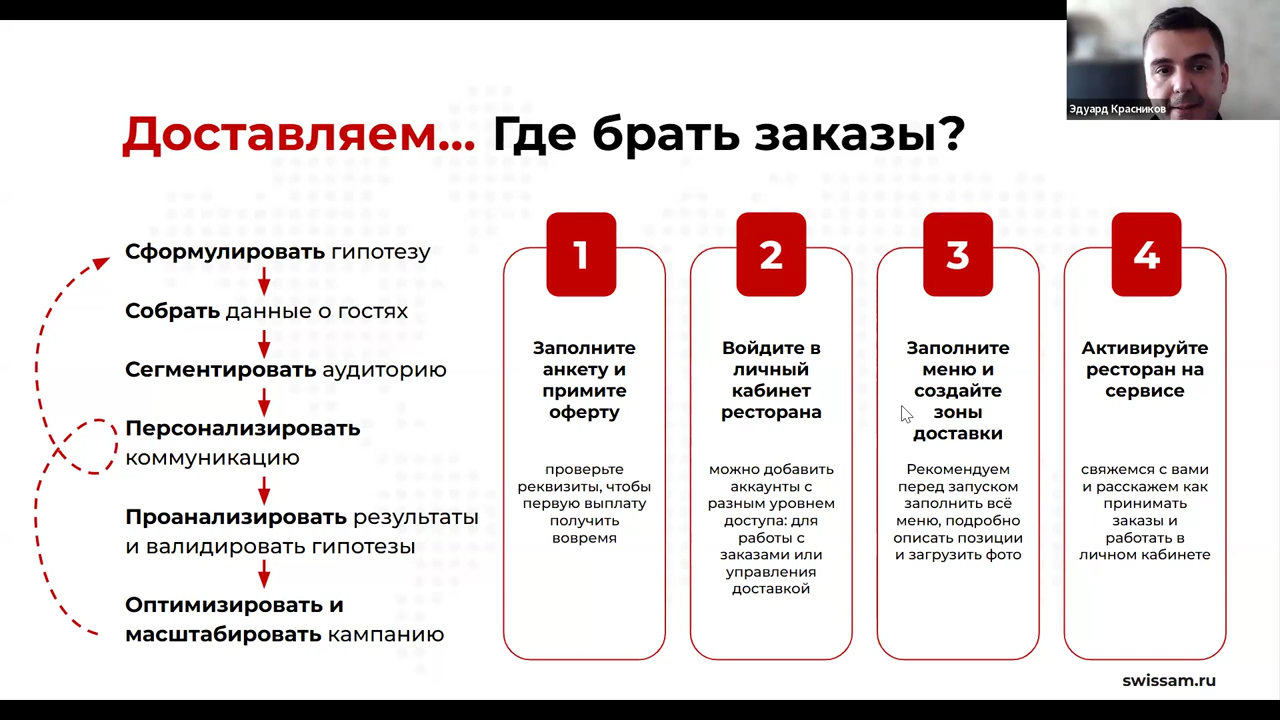 Эдуард Красников
Доставляем... Где брать заказы?
Сформулировать гипотезу
Собрать данные о гостях
Сегментировать аудиторию
Персонализировать
коммуникацию
Проанализировать результаты
и валидировать гипотезы
Оптимизировать и
масштабировать кампанию
1
Заполните
анкету и
примите
оферту
проверьте
реквизиты, чтобы
первую выплату
получить
вовремя
2
Войдите в
личный
кабинет
ресторана
можно добавить
аккаунты с
разным уровнем
доступа: для
работы с
заказами или
управления
доставкой
3
Заполните
меню и
создайте
зоны
доставки
Рекомендуем
перед запуском
заполнить всё
меню, подробно
описать позиции
и загрузить фото
4
Активируйте
ресторан на
сервисе
свяжемся с вами
и расскажем как
принимать
заказы и
работать в
личном кабинете
swissam.ru